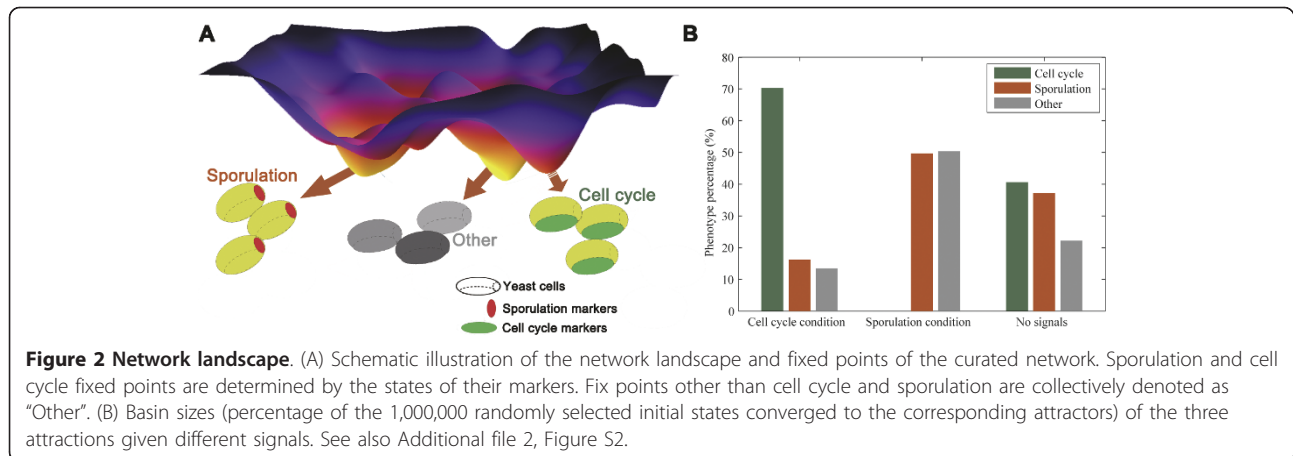 A
Sporulation
Other
Cell cycle
Yeast cells
Sporulation markers
Cell cycle markers
B
80
70
60
50
40
30
20
10
0
Phenotype percentage (%)
Cell cycle
Sporulation
Other
Cell cycle condition
Sporulation condition
No signals
Figure 2 Network landscape. (A) Schematic illustration of the network landscape and fixed points of the curated network. Sporulation and cell
cycle fixed points are determined by the states of their markers. Fix points other than cell cycle and sporulation are collectively denoted as
“Other”. (B) Basin sizes (percentage of the 1,000,000 randomly selected initial states converged to the corresponding attractors) of the three
attractions given different signals. See also Additional file 2, Figure S2.